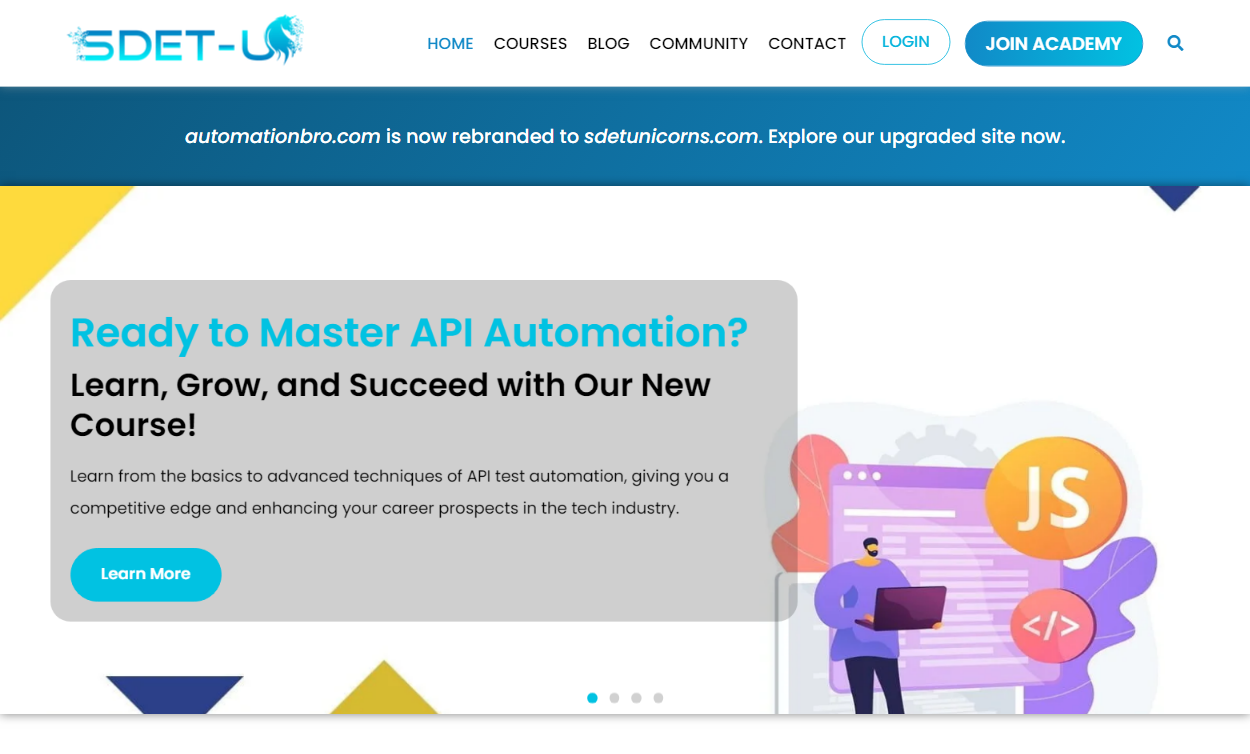 SDET-U
HOME COURSES BLOG COMMUNITY CONTACT LOGIN JOIN ACADEMY
automationbro.com is now rebranded to sdetunicorns.com. Explore our upgraded site now.
Ready to Master API Automation?
Learn, Grow, and Succeed with Our New
Course!
Learn from the basics to advanced techniques of API test automation, giving you a
competitive edge and enhancing your career prospects in the tech industry.
Learn More
JS
</>